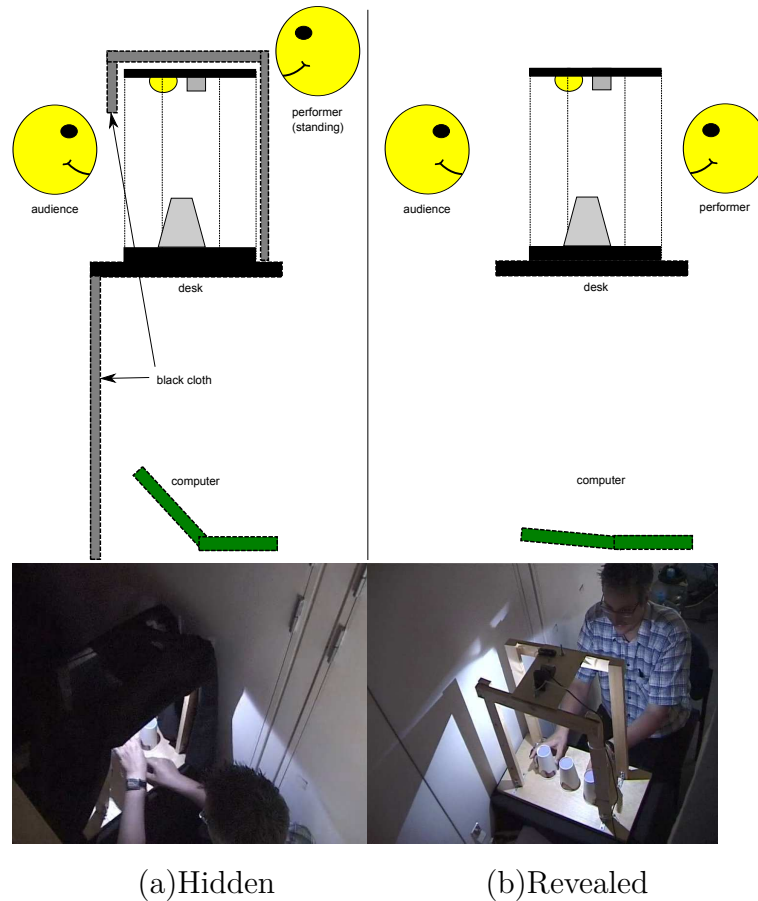 performer
(standing)
audience
desk
black cloth
computer
audience
performer
desk
computer
(a)Hidden
(b)Revealed